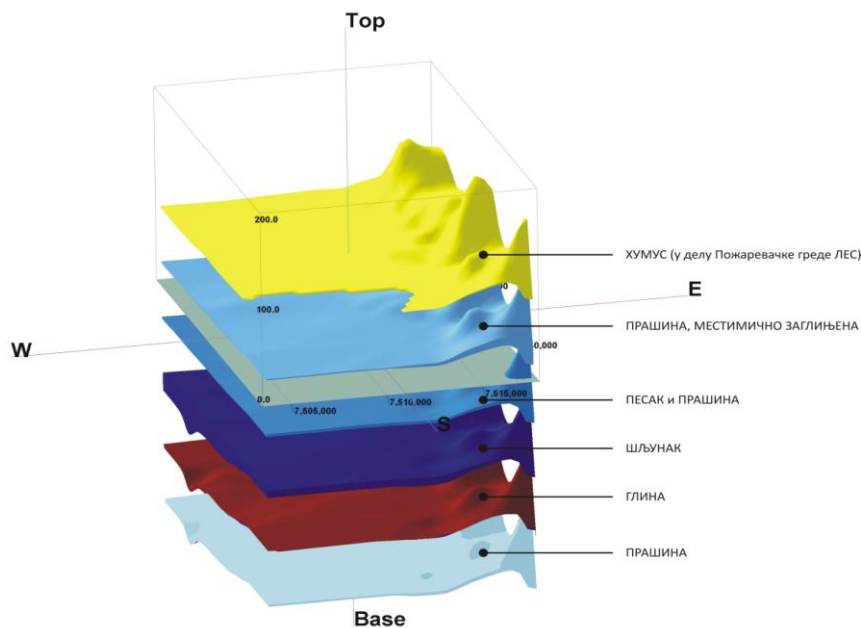 Top
200.0
ХУМУС (у делу Пожаревачке греде ЛЕС)
E
100.0
ПРАШИНА, МЕСТИМИЧНО ЗАГЛИЊЕНА
W
0.0
7,505,000
7,510,000
7,515,000
ПЕСАК и ПРАШИНА
S
ШЉУНАК
ГЛИНА
ПРАШИНА
Base